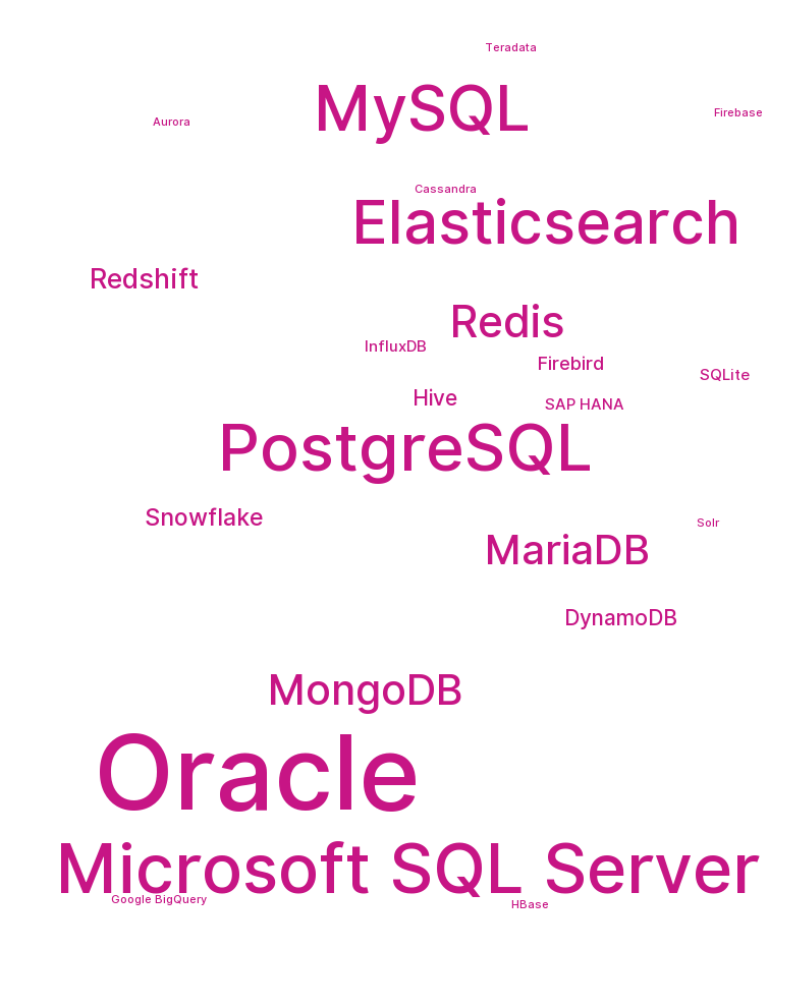 Teradata
MySQL
Firebase
Aurora
Cassandra
Elasticsearch
Redshift
Redis
InfluxDB
Firebird
SQLite
Hive
SAP HANA
PostgreSQL
Snowflake
Solr
MariaDB
DynamoDB
MongoDB
Oracle
Microsoft SQL Server
Google BigQuery
HBase